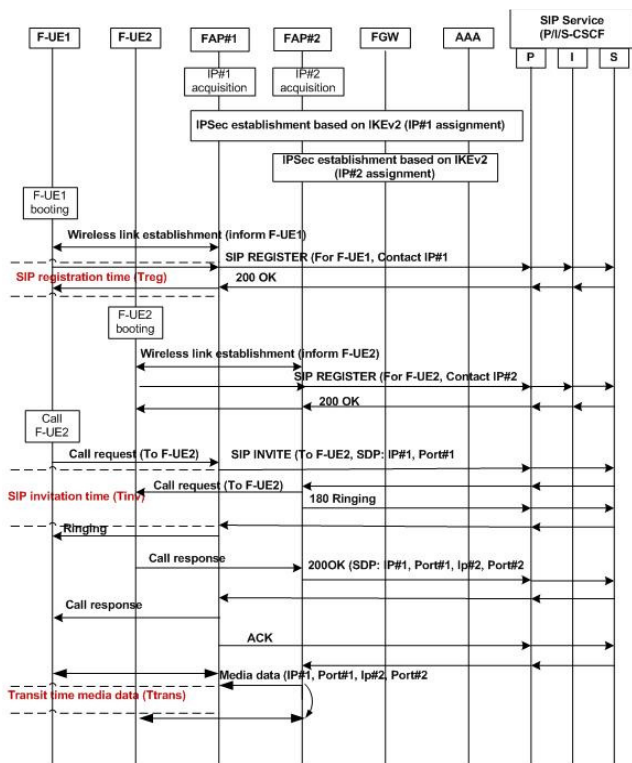 SIP Service
(P/I/S-CSCF
F-UE1
F-UE2
FAP#1
FAP#2
FGW
AAA
P
I
S
IP#1
acquisition
IP#2
acquisition
IPSec establishment based on IKEv2 (IP#1 assignment)
IPSec establishment based on IKEv2
(IP#2 assignment)
F-UE1
booting
Wireless link establishment (inform F-UE1)
SIP REGISTER (For F-UE1, Contact IP#1
SIP registration time (Treg)
200 OK
F-UE2
booting
Wireless link establishment (inform F-UE2)
SIP REGISTER (For F-UE2, Contact IP#2
200 OK
Call
F-UE2
Call request (To F-UE2)
SIP INVITE (To F-UE2, SDP: IP#1, Port#1
Call request (To F-UE2)
SIP invitation time (Tinv)
180 Ringing
Ringing
Call response
200OK (SDP: IP#1, Port#1, Ip#2, Port#2
Call response
ACK
Media data (IP#1, Port#1, Ip#2, Port#2
Transit time media data (Ttrans)